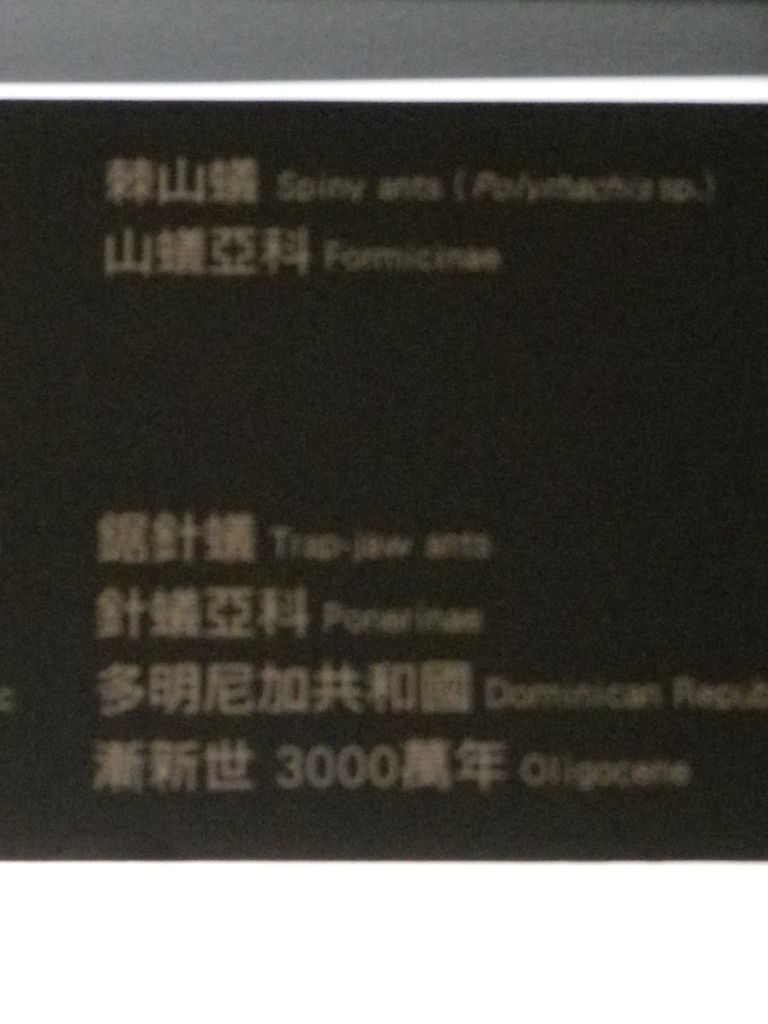 棘山蟻 Spiny ants (Polyrhachis sp.)
山蟻亞科 Formicinae
鋸針蟻 Trap-jaw ants
針蟻亞科 Ponerinae
多明尼加共和國 Dominican Repub
漸新世 3000萬年 Oligocene